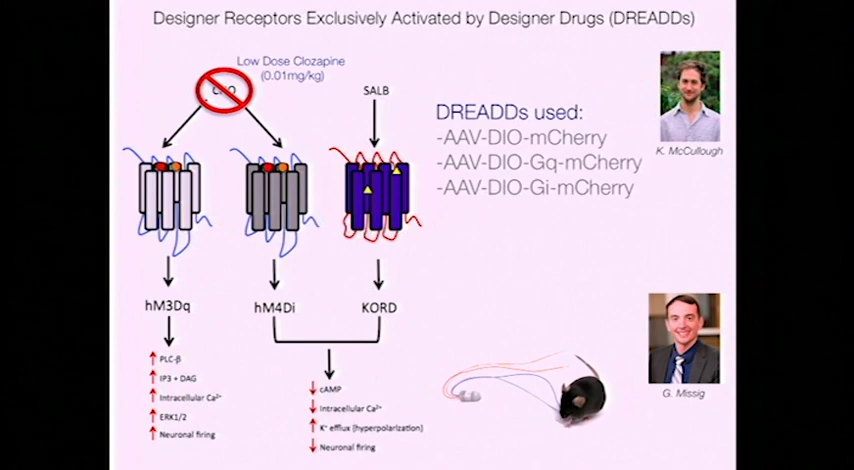 Designer Receptors Exclusively Activated by Designer Drugs (DREADDs)
Low Dose Clozapine
(0.01mg/kg)
SALB
DREADDs used:
-AAV-DIO-mCherry
-AAV-DIO-Gq-mCherry
-AAV-DIO-Gi-mCherry
K. McCullough
hM3Dq
hM4Di
KORD
PLC-β
IP3 + DAG
Intracellular Ca²⁺
ERK1/2
Neuronal firing
cAMP
Intracellular Ca²⁺
K⁺ efflux (hyperpolarization)
Neuronal firing
G. Missig